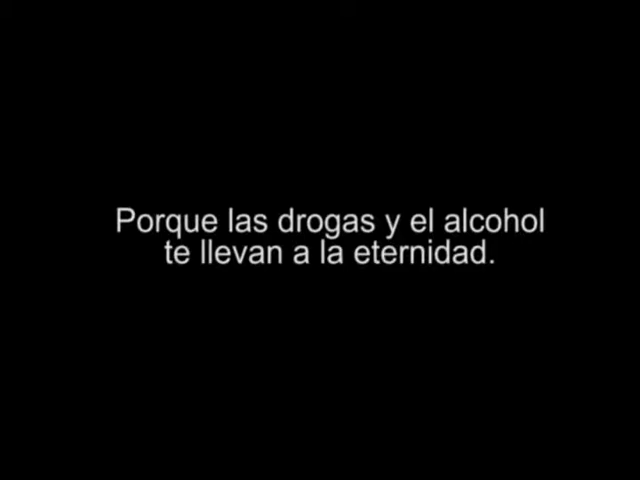 Porque las drogas y el alcohol
te llevan a la eternidad.